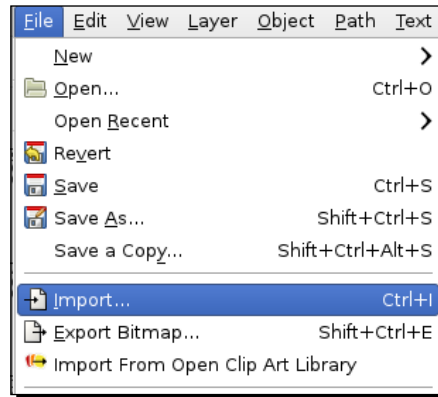 File Edit View Layer Object Path Text
New
Open... Ctrl+O
Open Recent
Revert
Save Ctrl+S
Save As... Shift+Ctrl+S
Save a Copy... Shift+Ctrl+Alt+S
Import... Ctrl+I
Export Bitmap... Shift+Ctrl+E
Import From Open Clip Art Library